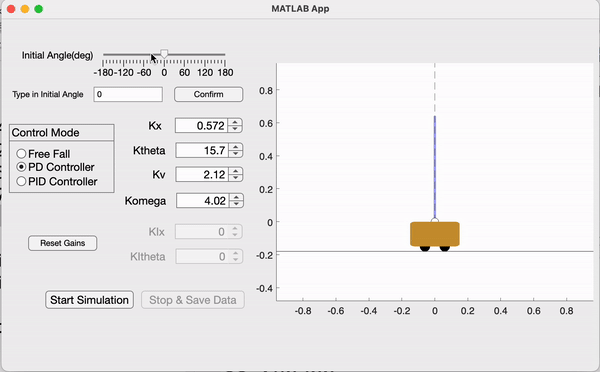 MATLAB App
Initial Angle(deg)
-180 -120 -60 0 60 120 180
Type in Initial Angle 0 Confirm
Control Mode
Free Fall
PD Controller
PID Controller
Kx 0.572
Ktheta 15.7
Kv 2.12
Komega 4.02
KIx 0
KItheta 0
Reset Gains
Start Simulation Stop & Save Data
0.8
0.6
0.4
0.2
0
-0.2
-0.4
-0.8 -0.6 -0.4 -0.2 0 0.2 0.4 0.6 0.8